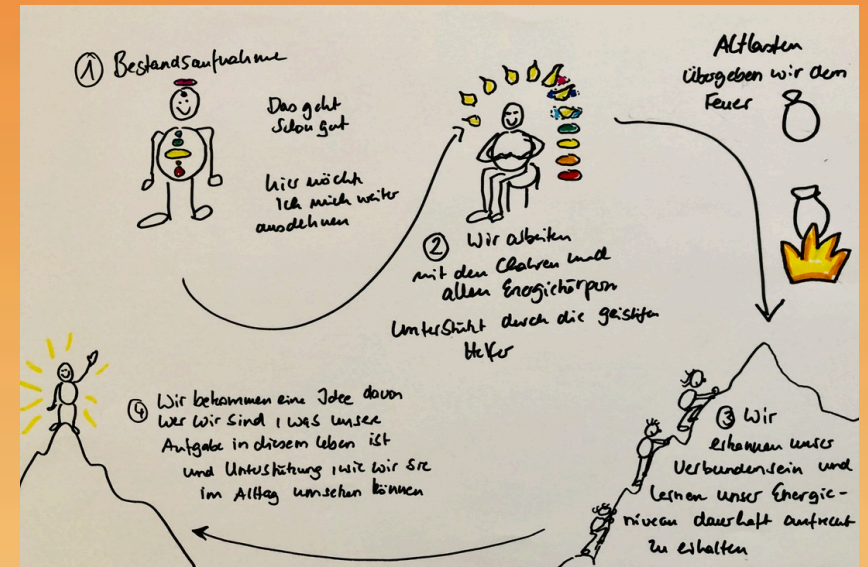 ① Bestandsaufnahme
Das geht
schon gut
hier möcht
ich mich weiter
ausdehnen
② Wir arbeiten
mit den Chakren und
allen Energiekörpern
Unterstützt durch die geistigen
Helfer
Altlasten
übergeben wir dem
Feuer
③ Wir
erkennen unser
Verbundensein und
lernen unser Energie-
niveau dauerhaft aufrecht
zu erhalten
④ Wir bekommen eine Idee davon
wer wir sind, was unsere
Aufgabe in diesem Leben ist
und Unterstützung, wie wir sie
im Alltag umsetzen können